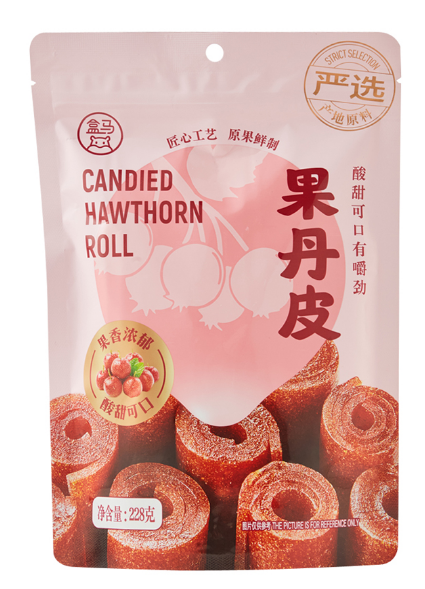 STRICT SELECTION
严选
产地原料
盒马
匠心工艺 原果鲜制
CANDIED
HAWTHORN
ROLL
果丹皮
酸甜可口有嚼劲
果香浓郁
酸甜可口
净含量:228克
图片仅供参考 THE PICTURE IS FOR REFERENCE ONLY